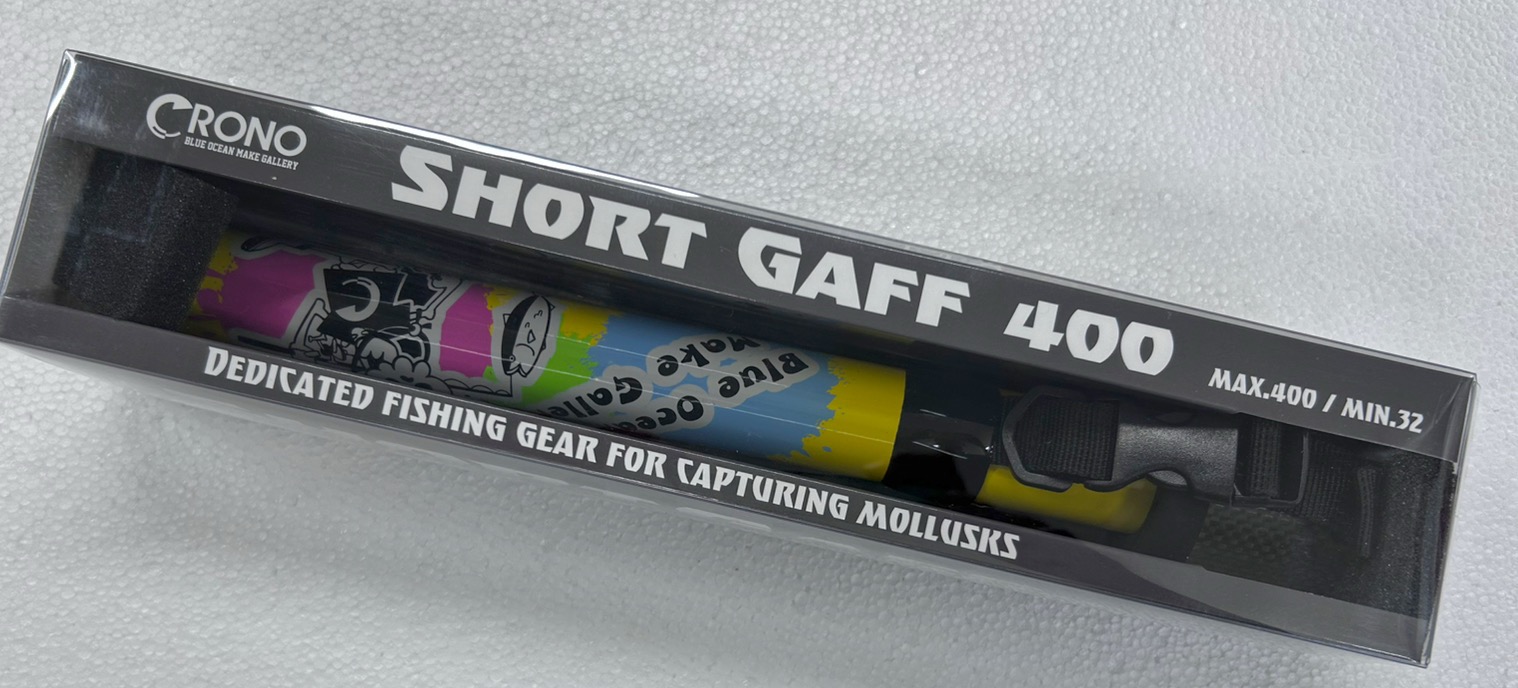 CRONO
BLUE OCEAN MAKE GALLERY
SHORT GAFF 400
MAX.400 / MIN.32
Blue
Make
Galle
DEDICATED FISHING GEAR FOR CAPTURING MOLLUSKS